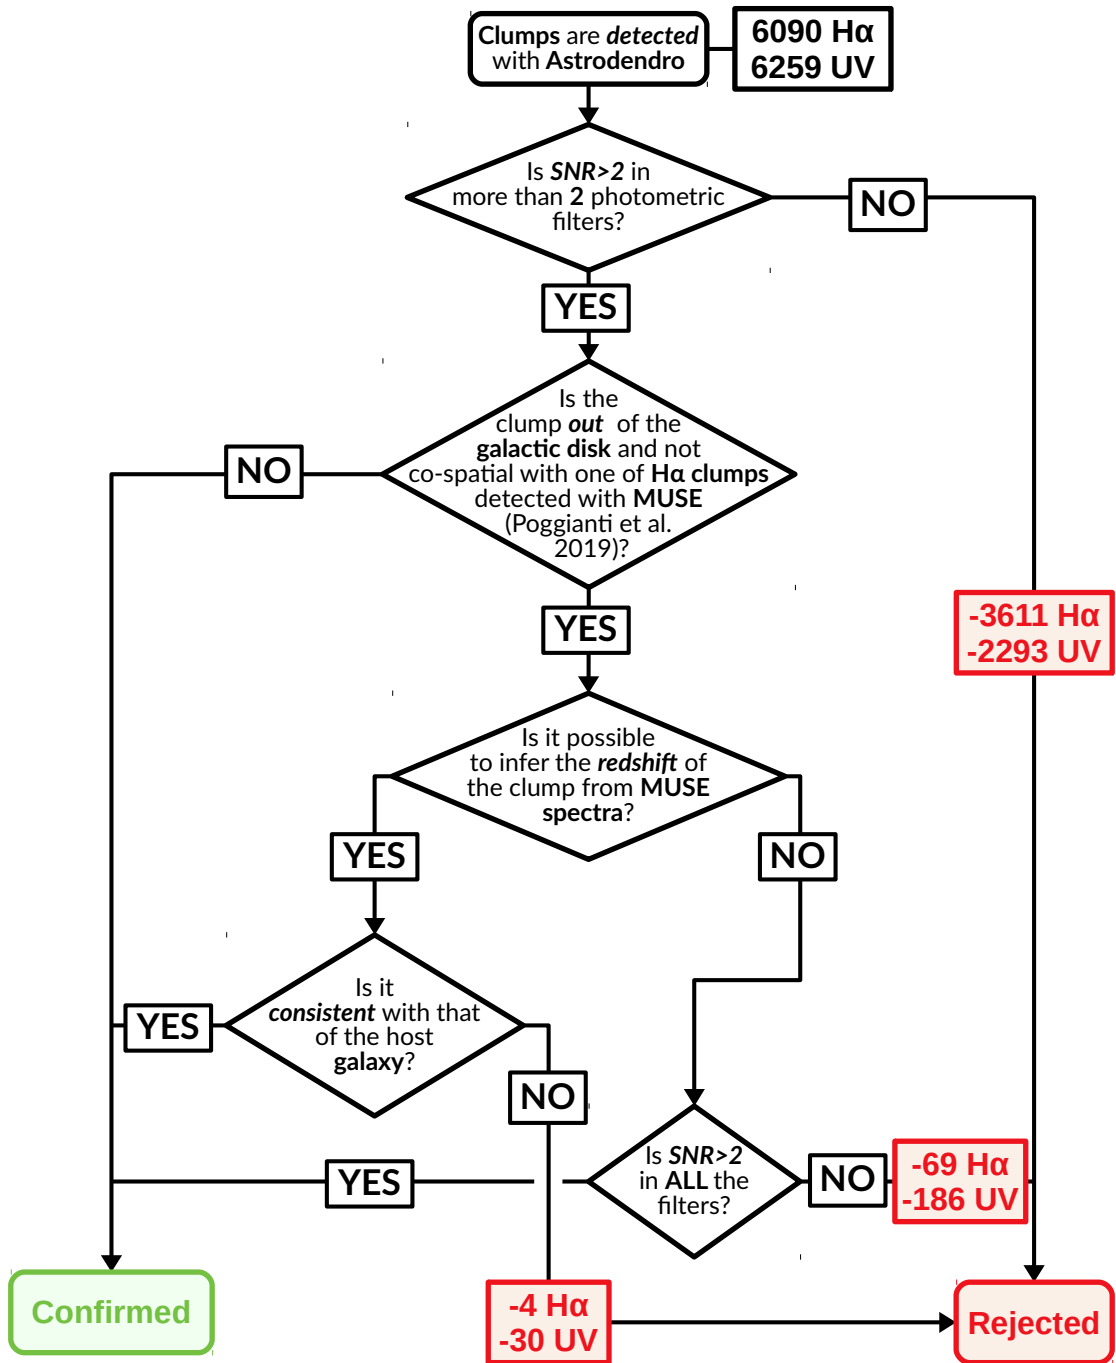 Clumps are detected
with Astrodendro
6090 Hα
6259 UV
Is SNR>2 in
more than 2 photometric
filters?
NO
YES
Is the
clump out of the
galactic disk and not
co-spatial with one of Hα clumps
detected with MUSE
(Poggianti et al.
2019)?
NO
YES
-3611 Hα
-2293 UV
Is it possible
to infer the redshift of
the clump from MUSE
spectra?
YES
NO
Is it
consistent with that
of the host
galaxy?
YES
NO
Is SNR>2
in ALL the
filters?
YES
NO
-69 Hα
-186 UV
Confirmed
-4 Hα
-30 UV
Rejected